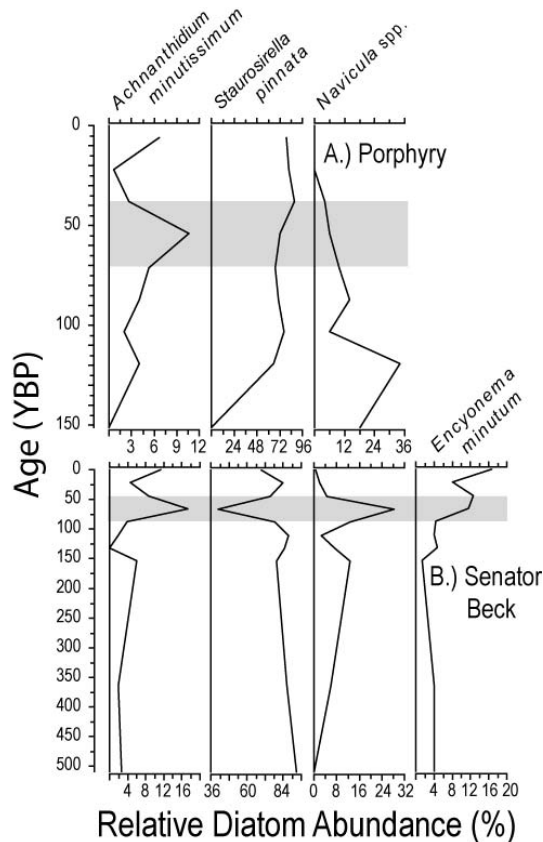 Achnanthidium
minutissimum
Staurosirella
pinnata
Navicula spp.
A.) Porphyry
0
50
100
150
3 6 9 12
24 48 72 96
12 24 36
Encyonema
minutum
Age (YBP)
B.) Senator
Beck
0
50
100
150
200
250
300
350
400
450
500
4 8 12 16
36 60 84
0 8 16 24 32
4 8 12 16 20
Relative Diatom Abundance (%)